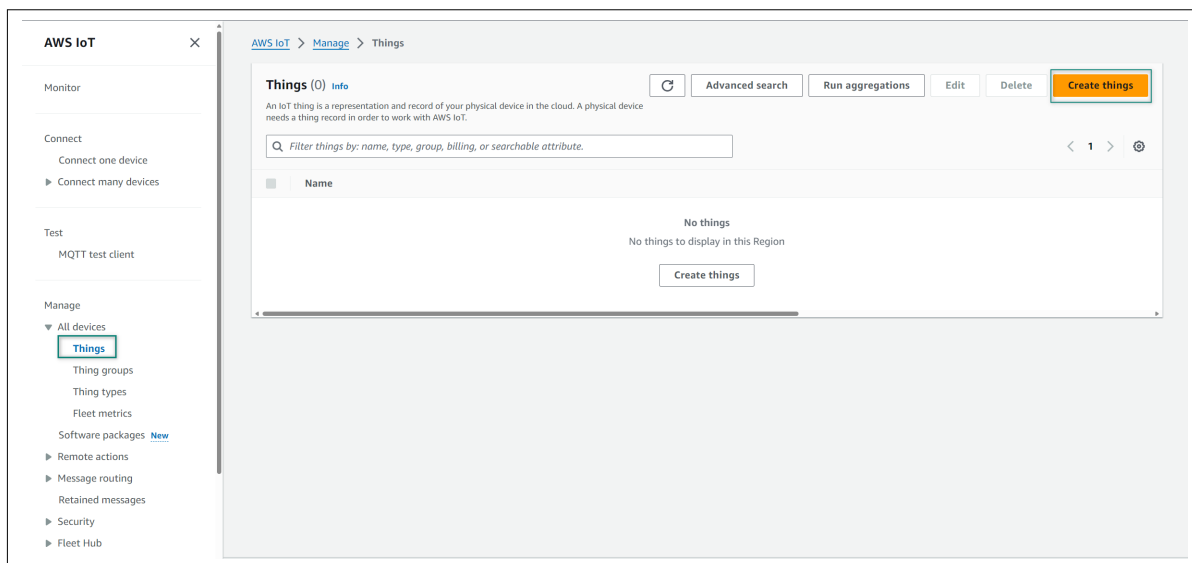 AWS IoT
Monitor
Connect
Connect one device
Connect many devices
Test
MQTT test client
Manage
All devices
Things
Thing groups
Thing types
Fleet metrics
Software packages New
Remote actions
Message routing
Retained messages
Security
Fleet Hub
AWS IoT > Manage > Things
Things (0) Info
Advanced search
Run aggregations
Edit
Delete
Create things
An IoT thing is a representation and record of your physical device in the cloud. A physical device
needs a thing record in order to work with AWS IoT.
Filter things by: name, type, group, billing, or searchable attribute.
< 1 >
Name
No things
No things to display in this Region
Create things